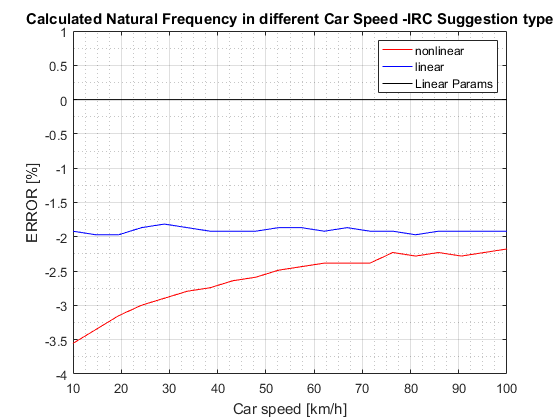 Calculated Natural Frequency in different Car Speed -IRC Suggestion type
1
0.5
0
-0.5
-1
-1.5
-2
-2.5
-3
-3.5
-4
ERROR [%]
nonlinear
linear
Linear Params
10 20 30 40 50 60 70 80 90 100
Car speed [km/h]